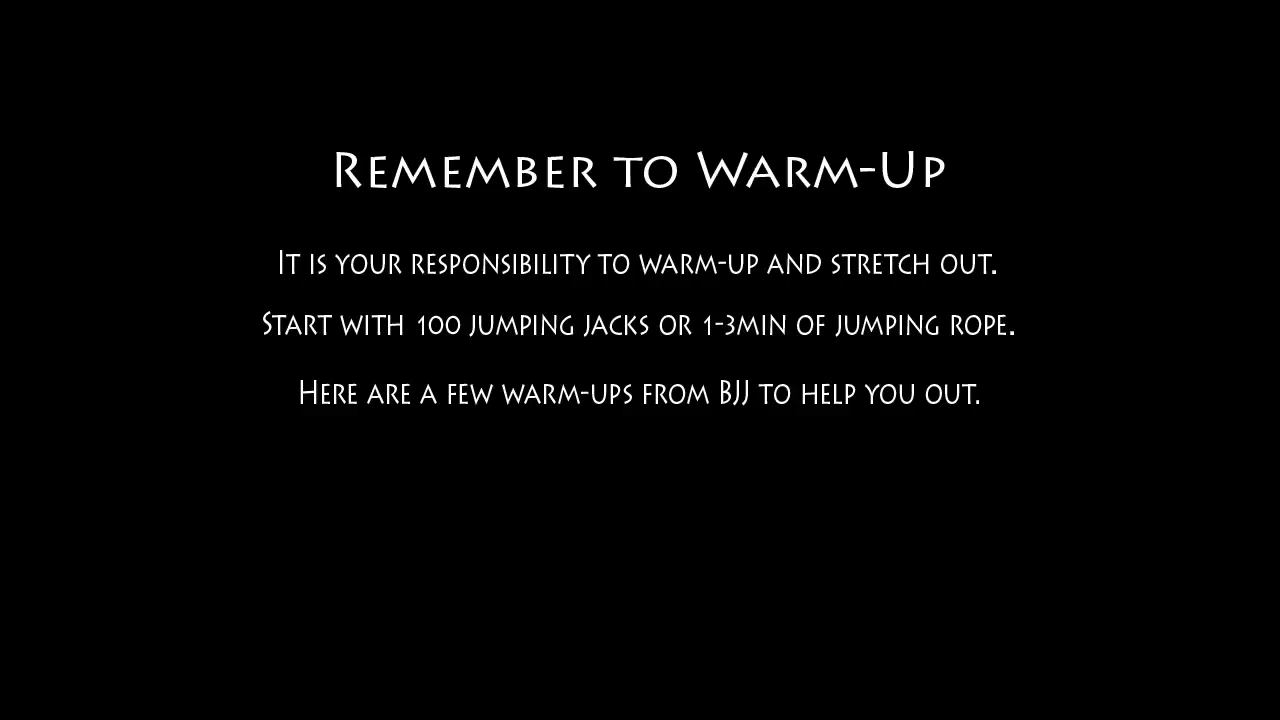 Remember to Warm-Up
It is your responsibility to warm-up and stretch out.
Start with 100 jumping jacks or 1-3min of jumping rope.
Here are a few warm-ups from BJJ to help you out.